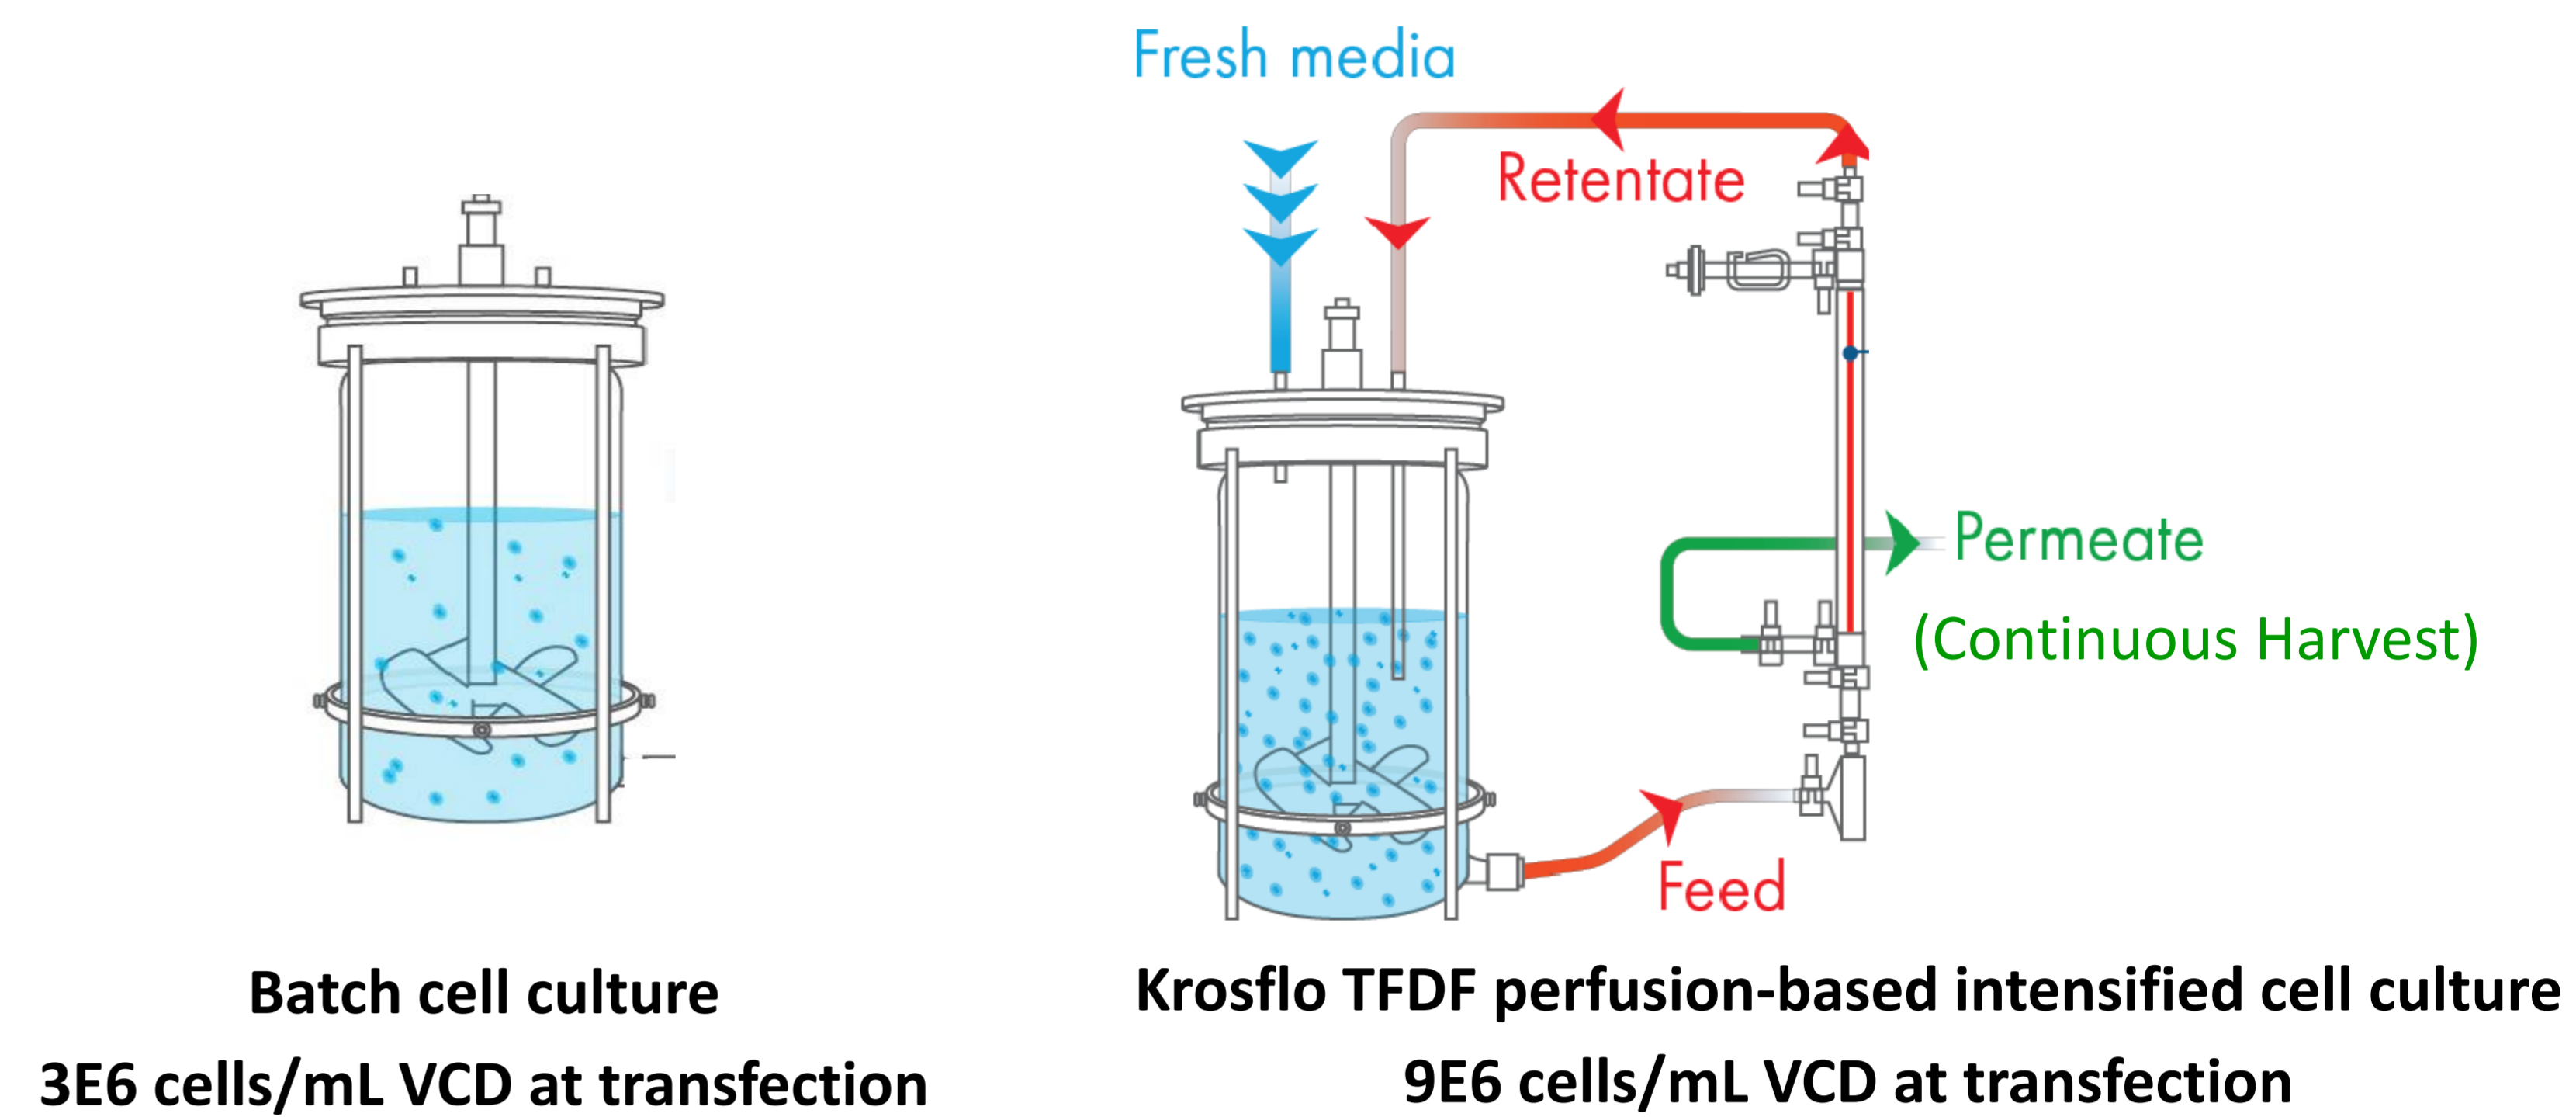 Fresh media
Retentate
Permeate
(Continuous Harvest)
Feed
Batch cell culture
3E6 cells/mL VCD at transfection
Krosflo TFDF perfusion-based intensified cell culture
9E6 cells/mL VCD at transfection